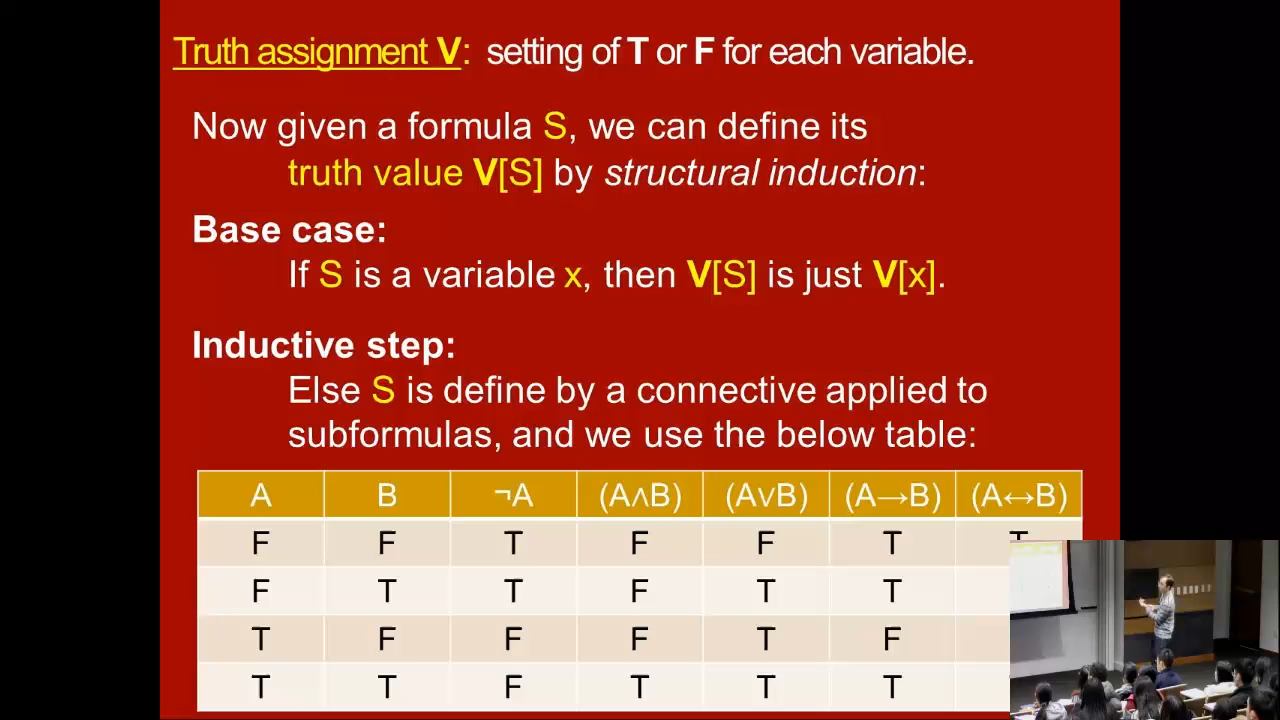 Truth assignment V: setting of T or F for each variable.
Now given a formula S, we can define its
truth value V[S] by structural induction:
Base case:
If S is a variable x, then V[S] is just V[x].
Inductive step:
Else S is define by a connective applied to
subformulas, and we use the below table:
A B ¬A (A∧B) (A∨B) (A→B) (A↔B)
F F T F F T T
F T T F T T
T F F F T F
T T F T T T